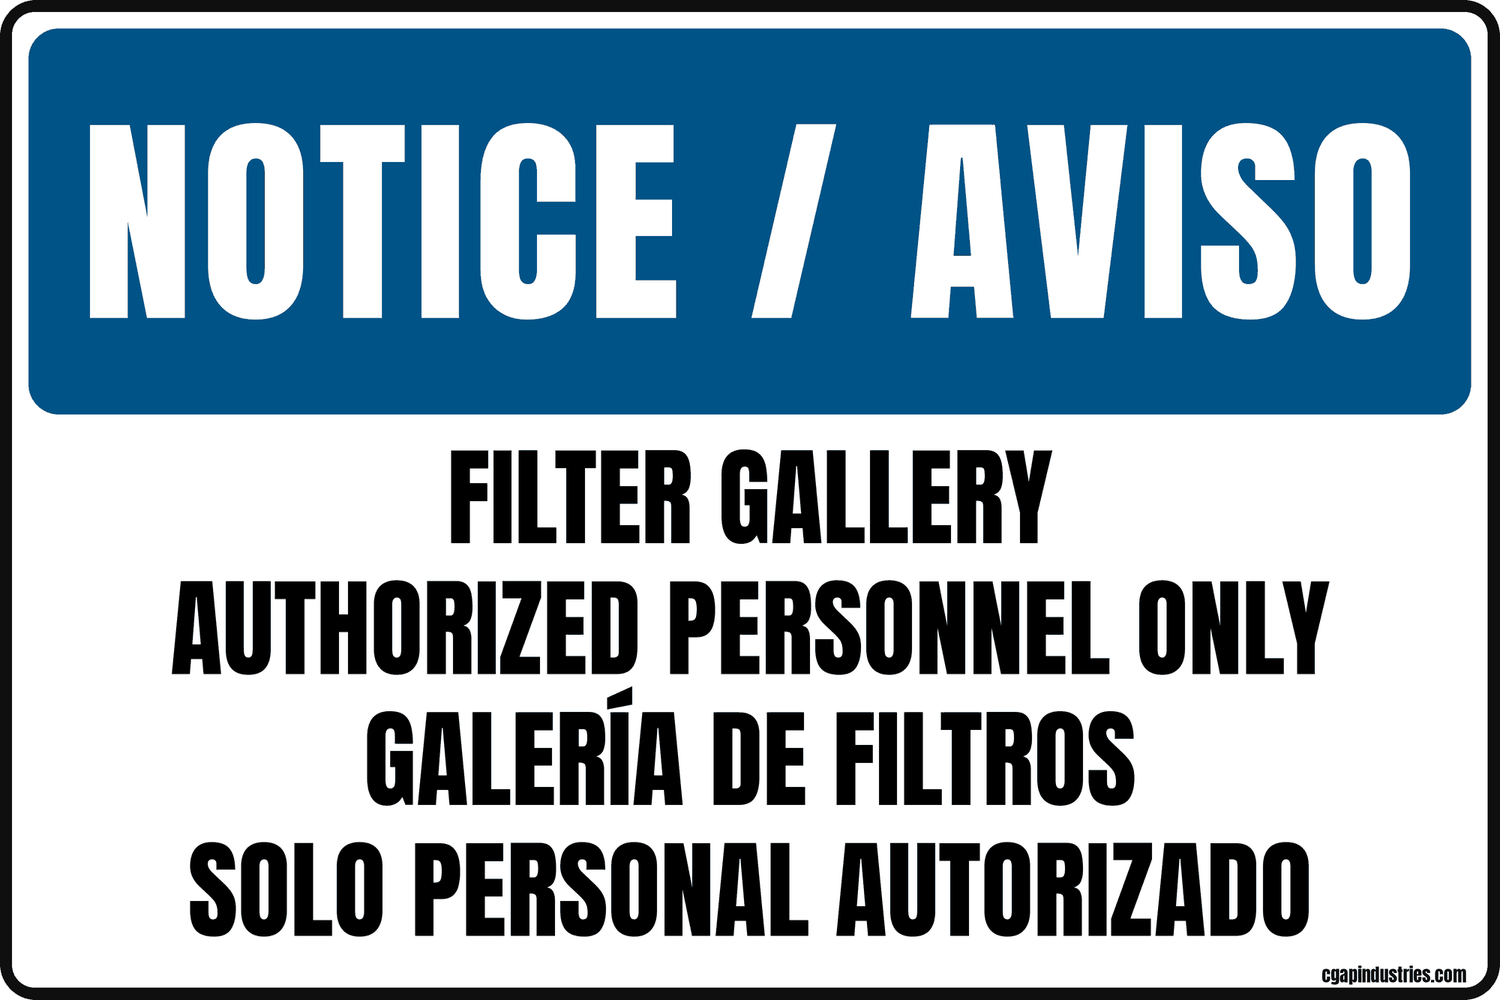 NOTICE / AVISO
FILTER GALLERY
AUTHORIZED PERSONNEL ONLY
GALERÍA DE FILTROS
SOLO PERSONAL AUTORIZADO
cgapindustries.com